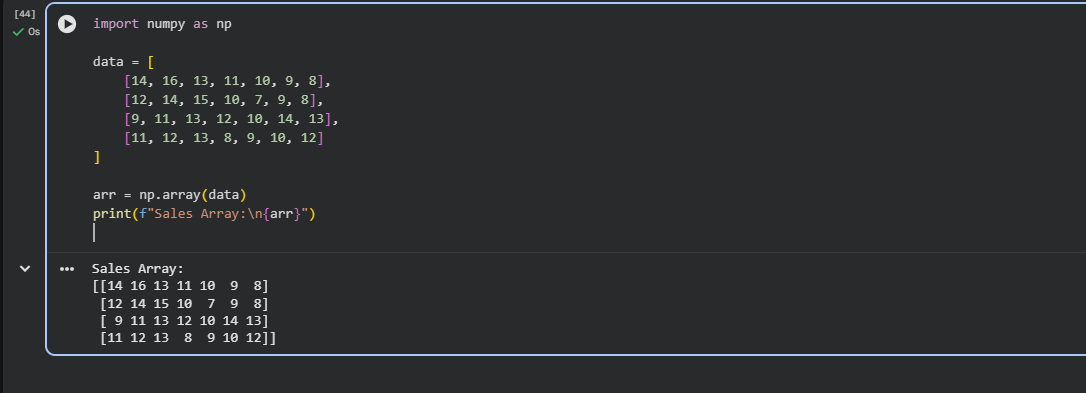 [44]
0s
import numpy as np
data = [
    [14, 16, 13, 11, 10, 9, 8],
    [12, 14, 15, 10, 7, 9, 8],
    [9, 11, 13, 12, 10, 14, 13],
    [11, 12, 13, 8, 9, 10, 12]
]
arr = np.array(data)
print(f"Sales Array:\n{arr}")
Sales Array:
[[14 16 13 11 10  9  8]
 [12 14 15 10  7  9  8]
 [ 9 11 13 12 10 14 13]
 [11 12 13  8  9 10 12]]